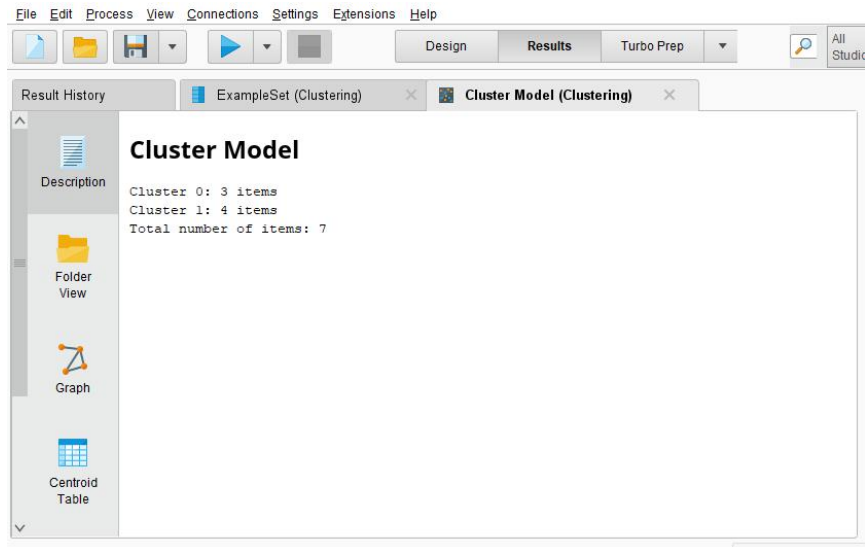 File Edit Process View Connections Settings Extensions Help
Design Results Turbo Prep
All
Studio
Result History ExampleSet (Clustering) Cluster Model (Clustering)
Description
Cluster Model
Cluster 0: 3 items
Cluster 1: 4 items
Total number of items: 7
Folder
View
Graph
Centroid
Table